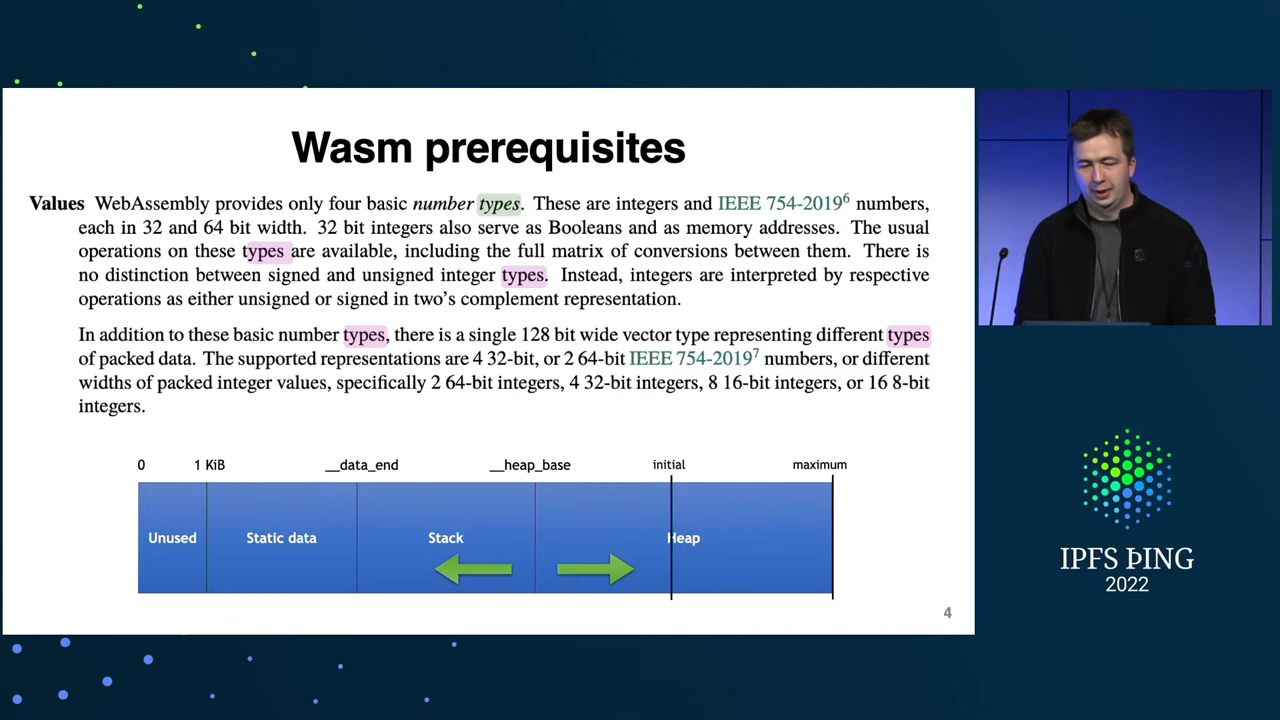 Wasm prerequisites
Values WebAssembly provides only four basic number types. These are integers and IEEE 754-2019⁶ numbers,
each in 32 and 64 bit width. 32 bit integers also serve as Booleans and as memory addresses. The usual
operations on these types are available, including the full matrix of conversions between them. There is
no distinction between signed and unsigned integer types. Instead, integers are interpreted by respective
operations as either unsigned or signed in two’s complement representation.
In addition to these basic number types, there is a single 128 bit wide vector type representing different types
of packed data. The supported representations are 4 32-bit, or 2 64-bit IEEE 754-2019⁷ numbers, or different
widths of packed integer values, specifically 2 64-bit integers, 4 32-bit integers, 8 16-bit integers, or 16 8-bit
integers.
0 1 KiB __data_end __heap_base initial maximum
Unused Static data Stack Heap
4
IPFS ÞING
2022